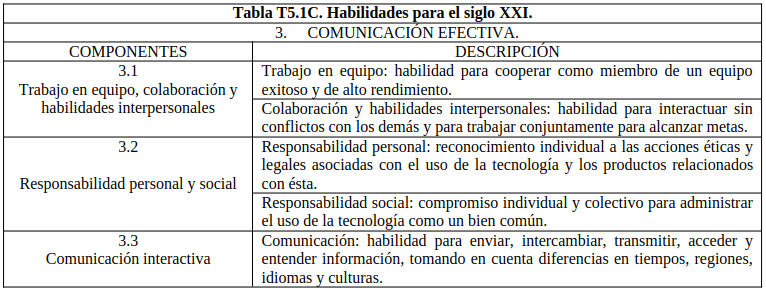 Tabla T5.1C. Habilidades para el siglo XXI.
3. COMUNICACIÓN EFECTIVA.
COMPONENTES DESCRIPCIÓN
3.1
Trabajo en equipo, colaboración y
habilidades interpersonales
Trabajo en equipo: habilidad para cooperar como miembro de un equipo
exitoso y de alto rendimiento.
Colaboración y habilidades interpersonales: habilidad para interactuar sin
conflictos con los demás y para trabajar conjuntamente para alcanzar metas.
3.2
Responsabilidad personal y social
Responsabilidad personal: reconocimiento individual a las acciones éticas y
legales asociadas con el uso de la tecnología y los productos relacionados
con ésta.
Responsabilidad social: compromiso individual y colectivo para administrar
el uso de la tecnología como un bien común.
3.3
Comunicación interactiva
Comunicación: habilidad para enviar, intercambiar, transmitir, acceder y
entender información, tomando en cuenta diferencias en tiempos, regiones,
idiomas y culturas.